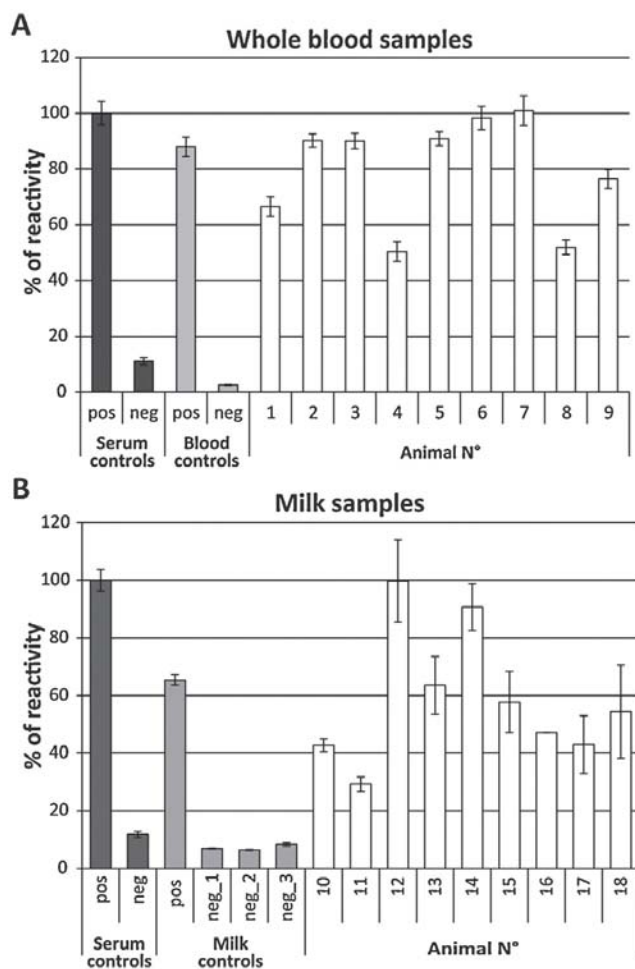 A
Whole blood samples
% of reactivity
120
100
80
60
40
20
0
pos neg pos neg 1 2 3 4 5 6 7 8 9
Serum controls
Blood controls
Animal N°
B
Milk samples
% of reactivity
120
100
80
60
40
20
0
pos neg pos neg_1 neg_2 neg_3 10 11 12 13 14 15 16 17 18
Serum controls
Milk controls
Animal N°